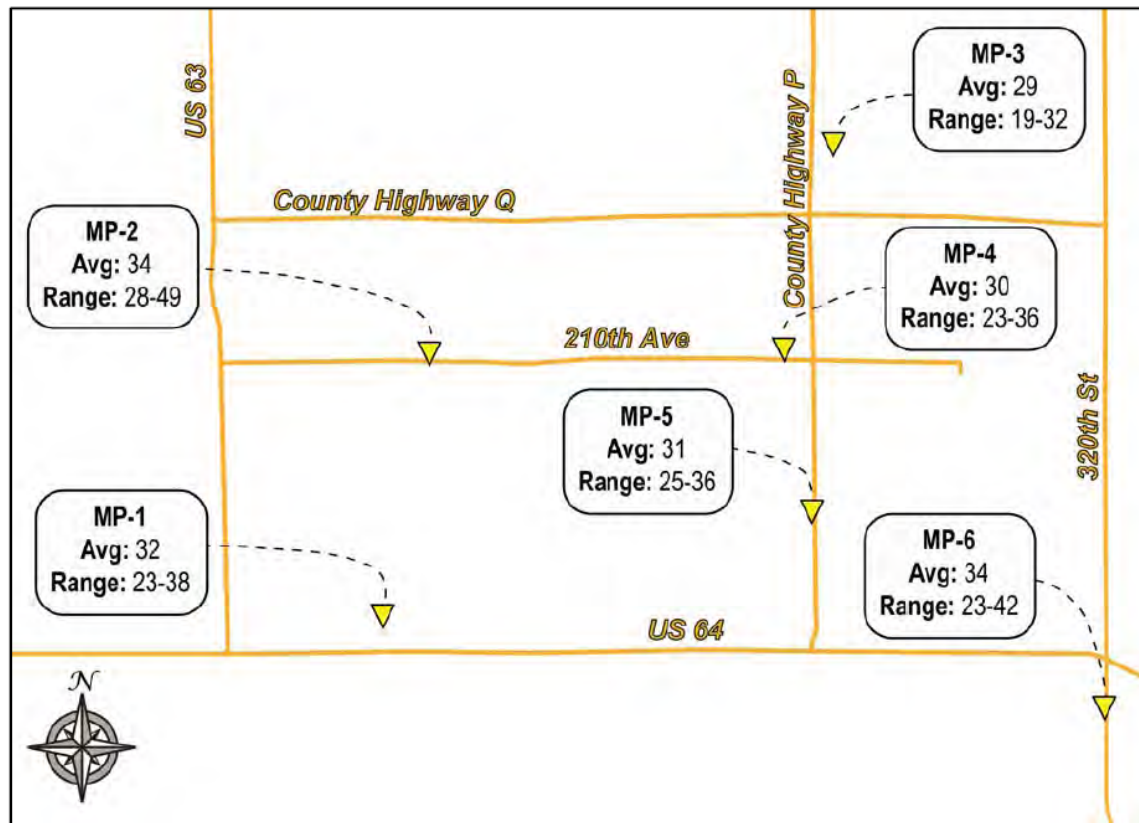 US 63
County Highway P
MP-3
Avg: 29
Range: 19-32
County Highway Q
MP-2
Avg: 34
Range: 28-49
MP-4
Avg: 30
Range: 23-36
210th Ave
MP-5
Avg: 31
Range: 25-36
320th St
MP-1
Avg: 32
Range: 23-38
MP-6
Avg: 34
Range: 23-42
US 64
N